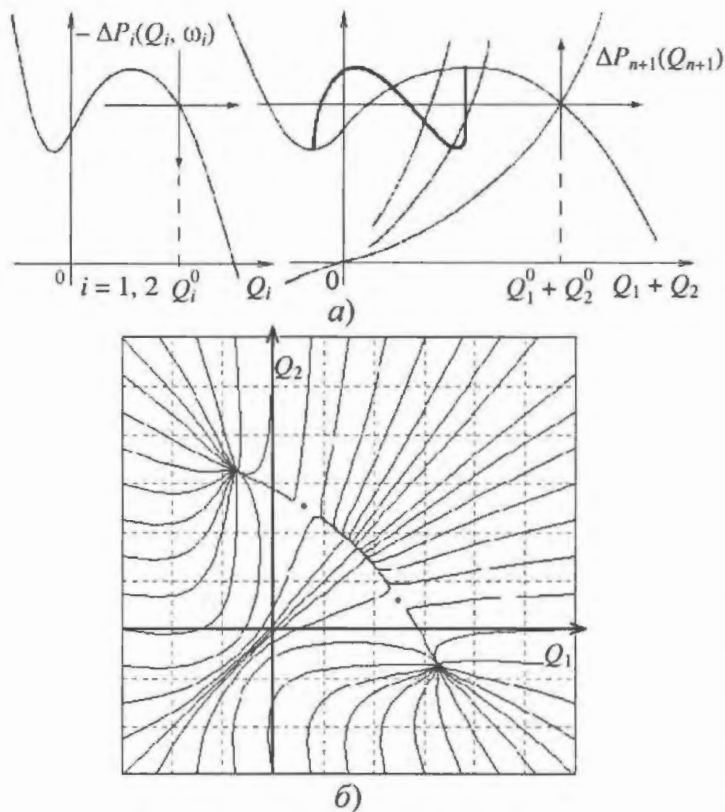 − ΔP_i(Q_i, ω_i)
ΔP_{n+1}(Q_{n+1})
0 i = 1, 2 Q_i^0 Q_i
0 Q_1^0 + Q_2^0 Q_1 + Q_2
а)
Q_2
Q_1
б)